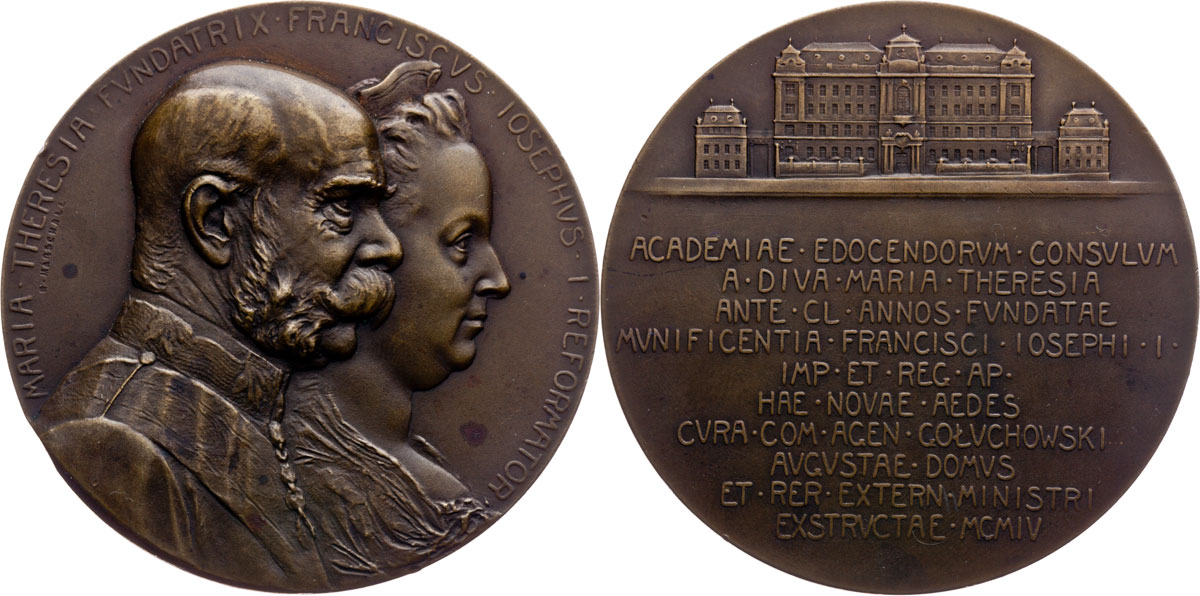 MARIA · THERESIA FVNDATRIX · FRANCISCVS · IOSEPHVS · I · REFORMATOR ·
ACADEMIAE · EDOCENDORVM · CONSVLVM
A · DIVA · MARIA · THERESIA
ANTE · CL · ANNOS · FVNDATAE
MVNIFICENTIA · FRANCISCI · IOSEPHI · I ·
IMP · ET · REG · AP ·
HAE · NOVAE · AEDES
CVRA · COM · AGEN · GOŁVCHOWSKI
AVGVSTAE · DOMVS
ET · RER · EXTERN · MINISTRI
EXSTRVCTAE · MCMIV